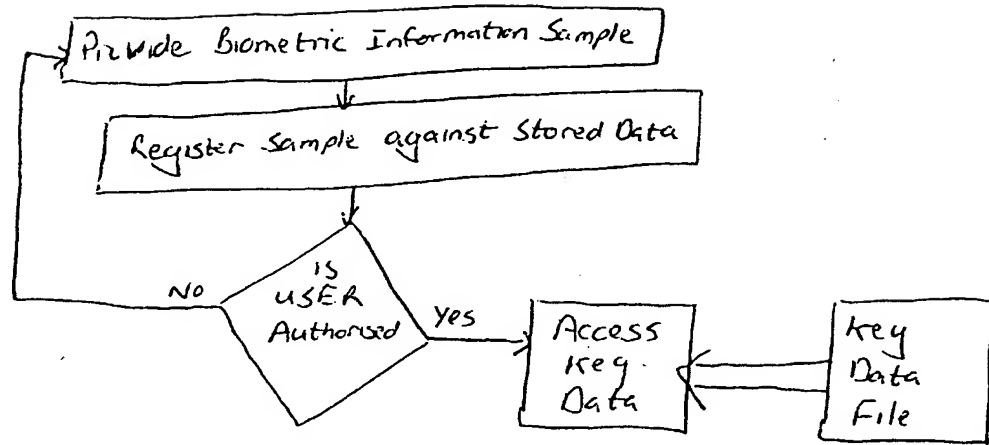 Provide Biometric Information Sample
Register Sample against Stored Data
IS
USER
Authorised
No
Yes
Access
Key
Data
Key
Data
File